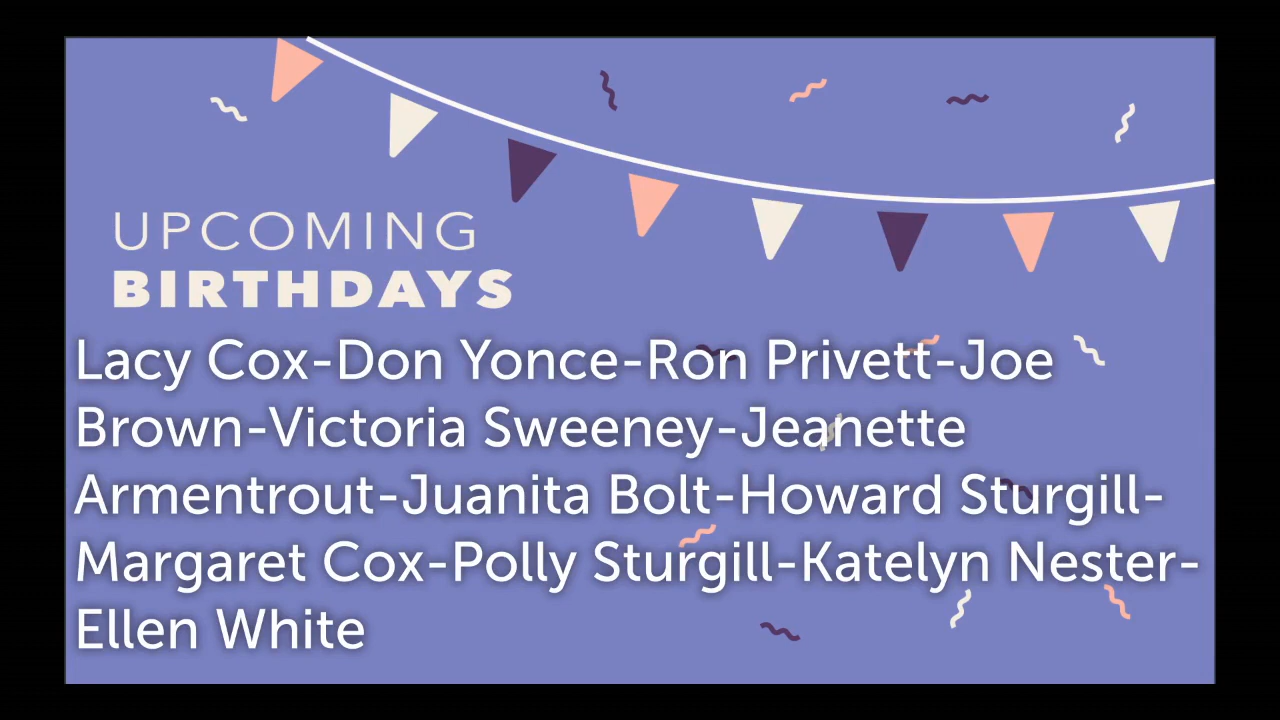 UPCOMING
BIRTHDAYS
Lacy Cox-Don Yonce-Ron Privett-Joe
Brown-Victoria Sweeney-Jeanette
Armentrout-Juanita Bolt-Howard Sturgill-
Margaret Cox-Polly Sturgill-Katelyn Nester-
Ellen White